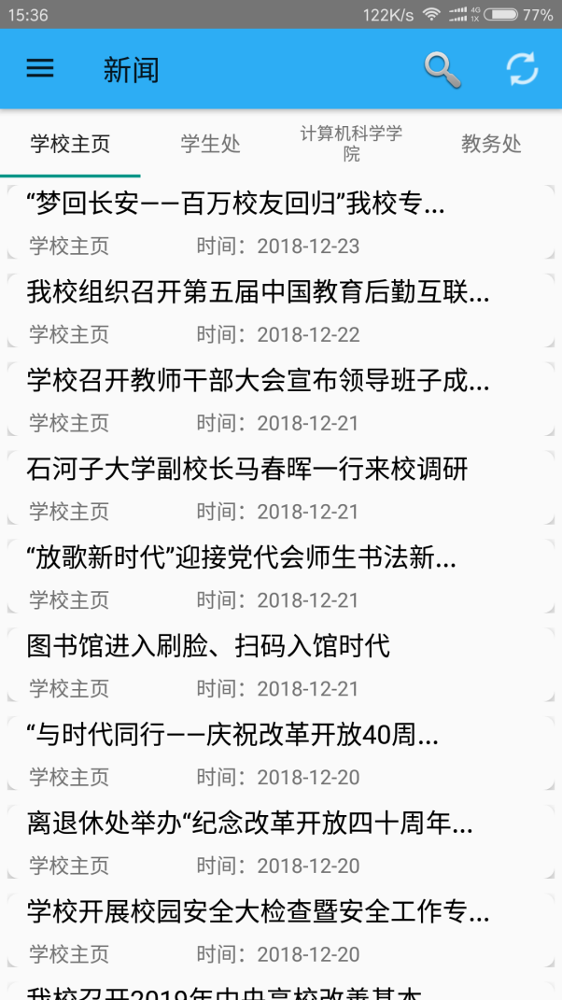 15:36 122K/s 4G 1X 77%
新闻
学校主页 学生处 计算机科学学 教务处
院
“梦回长安——百万校友回归”我校专...
学校主页 时间：2018-12-23
我校组织召开第五届中国教育后勤互联...
学校主页 时间：2018-12-22
学校召开教师干部大会宣布领导班子成...
学校主页 时间：2018-12-21
石河子大学副校长马春晖一行来校调研
学校主页 时间：2018-12-21
“放歌新时代”迎接党代会师生书法新...
学校主页 时间：2018-12-21
图书馆进入刷脸、扫码入馆时代
学校主页 时间：2018-12-21
“与时代同行——庆祝改革开放40周...
学校主页 时间：2018-12-20
离退休处举办“纪念改革开放四十周年...
学校主页 时间：2018-12-20
学校开展校园安全大检查暨安全工作专...
学校主页 时间：2018-12-20
我校召开2019年中央高校改善基本